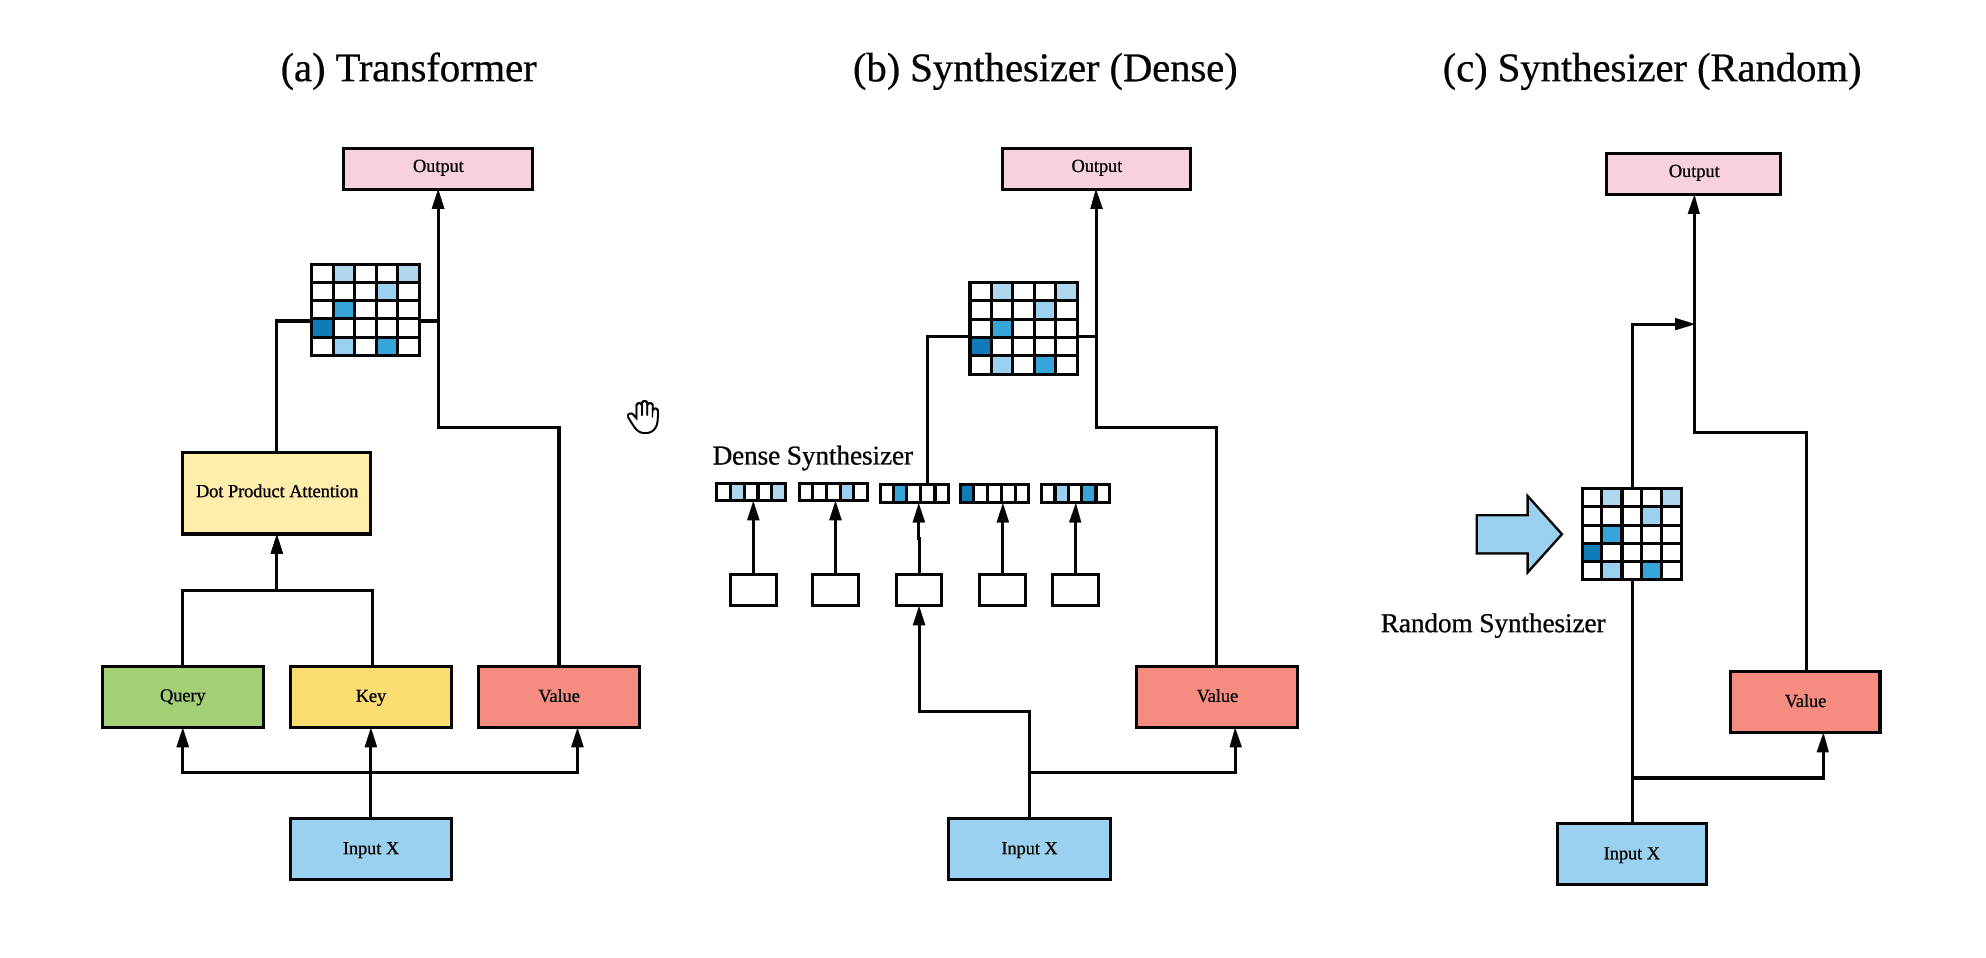 (a) Transformer
Output
Dot Product Attention
Query
Key
Value
Input X
(b) Synthesizer (Dense)
Output
Dense Synthesizer
Value
Input X
(c) Synthesizer (Random)
Output
Random Synthesizer
Value
Input X